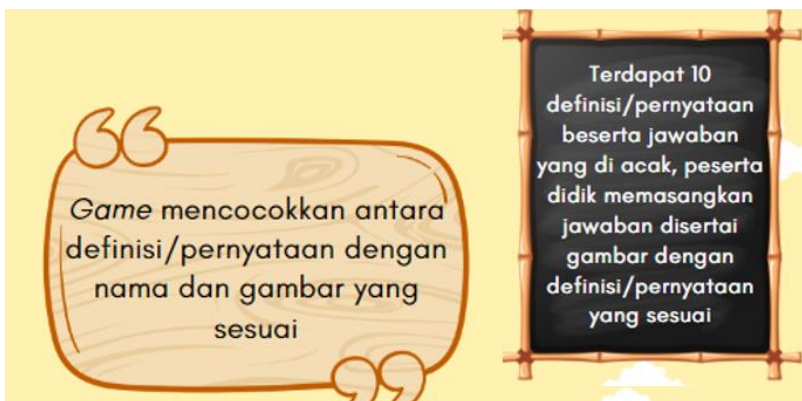 Game mencocokkan antara
definisi/pernyataan dengan
nama dan gambar yang
sesuai
Terdapat 10
definisi/pernyataan
beserta jawaban
yang di acak, peserta
didik memasangkan
jawaban disertai
gambar dengan
definisi/pernyataan
yang sesuai